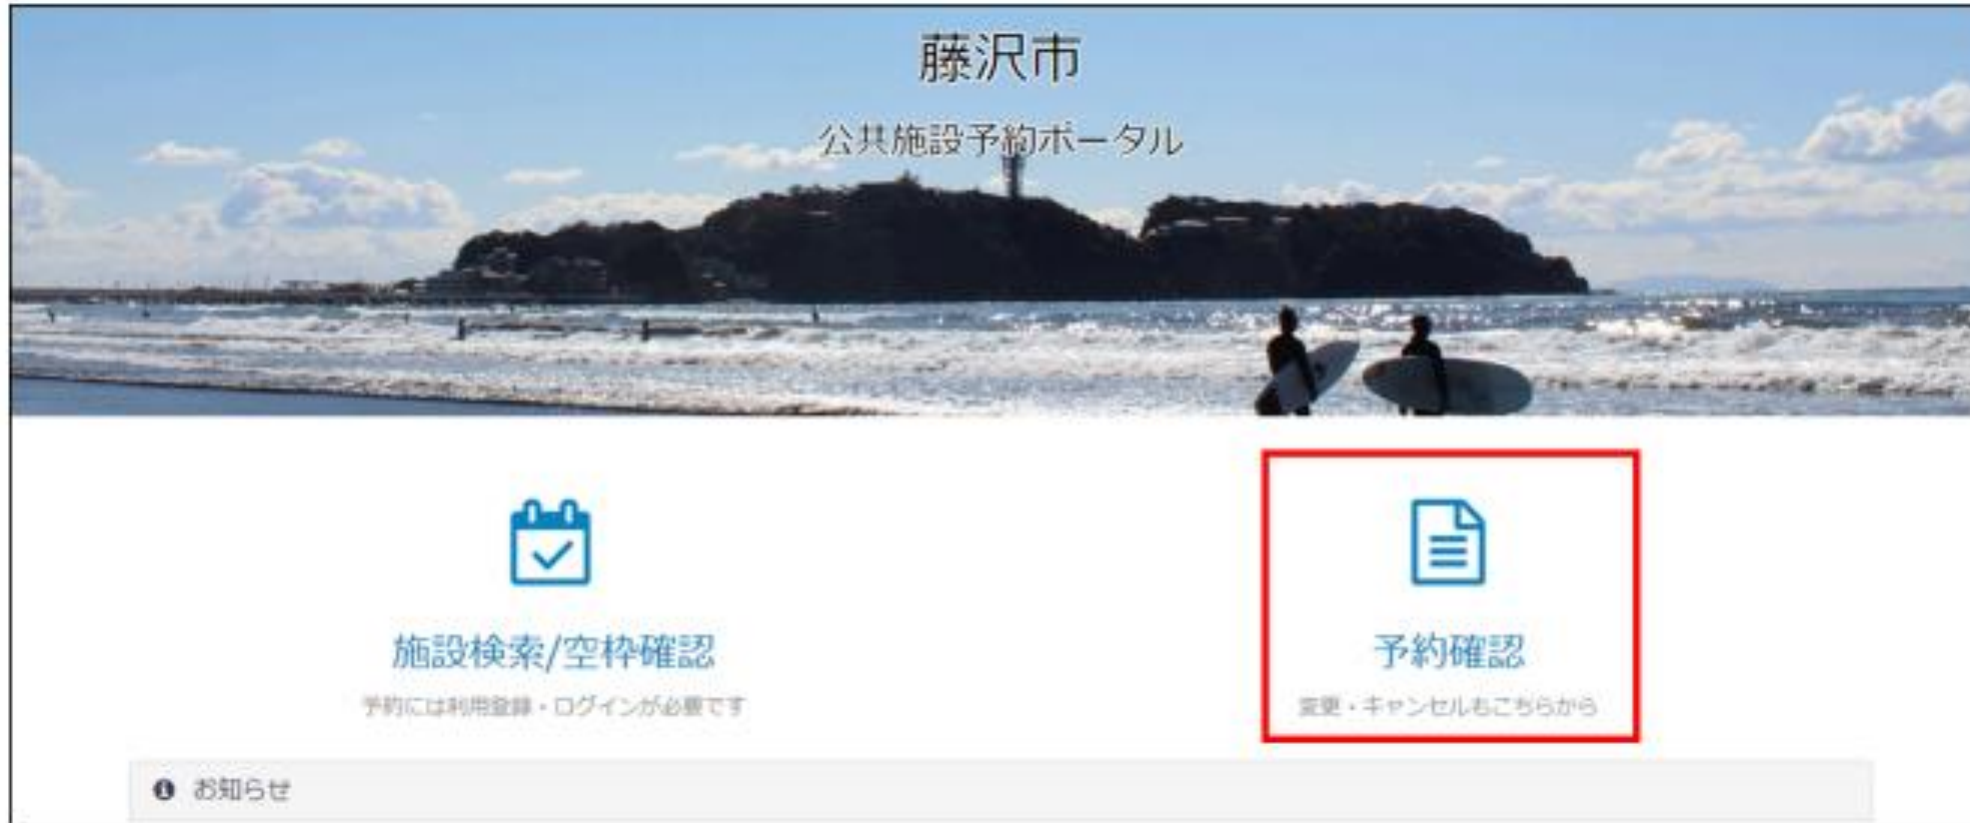 藤沢市
公共施設予約ポータル
施設検索/空枠確認
予約確認
予約には利用登録・ログインが必要です
変更・キャンセルもこちらから
お知らせ